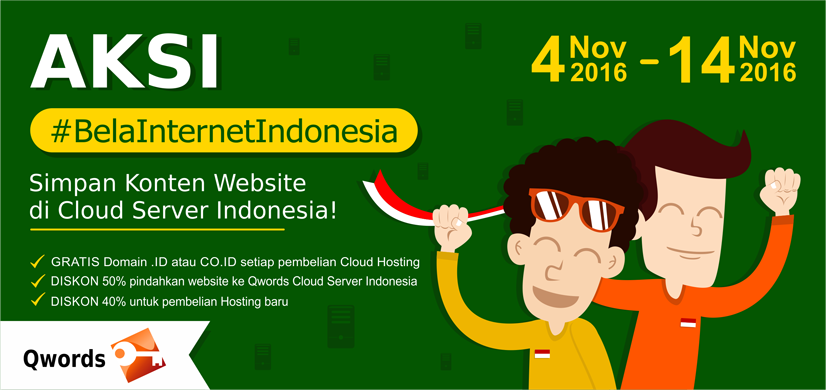 AKSI
4 Nov 2016 – 14 Nov 2016
#BelaInternetIndonesia
Simpan Konten Website
di Cloud Server Indonesia!
GRATIS Domain .ID atau CO.ID setiap pembelian Cloud Hosting
DISKON 50% pindahkan website ke Qwords Cloud Server Indonesia
DISKON 40% untuk pembelian Hosting baru
Qwords